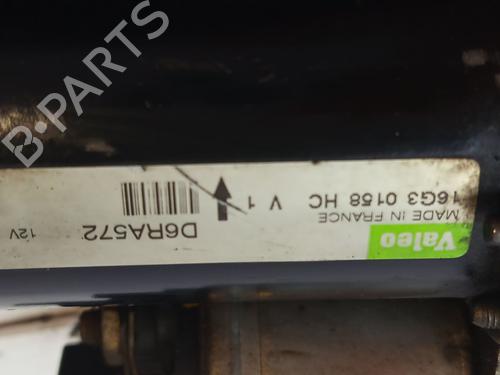 B-PARTS
Valeo
MADE IN FRANCE
16G3 0158 HC
V 1
D6RA572
12V